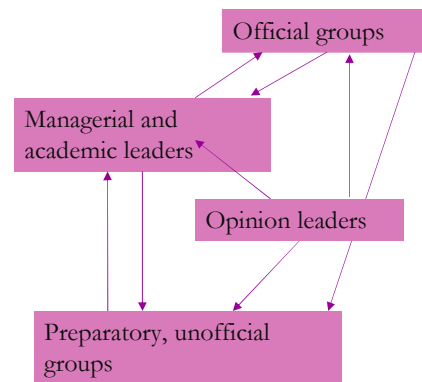 Official groups
Managerial and
academic leaders
Opinion leaders
Preparatory, unofficial
groups